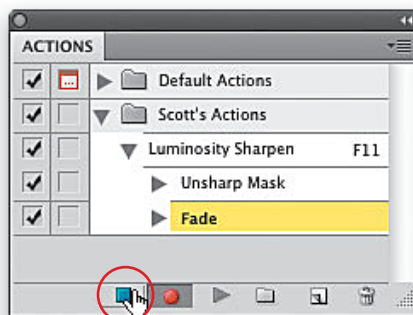 ACTIONS
Default Actions
Scott's Actions
Luminosity Sharpen F11
Unsharp Mask
Fade